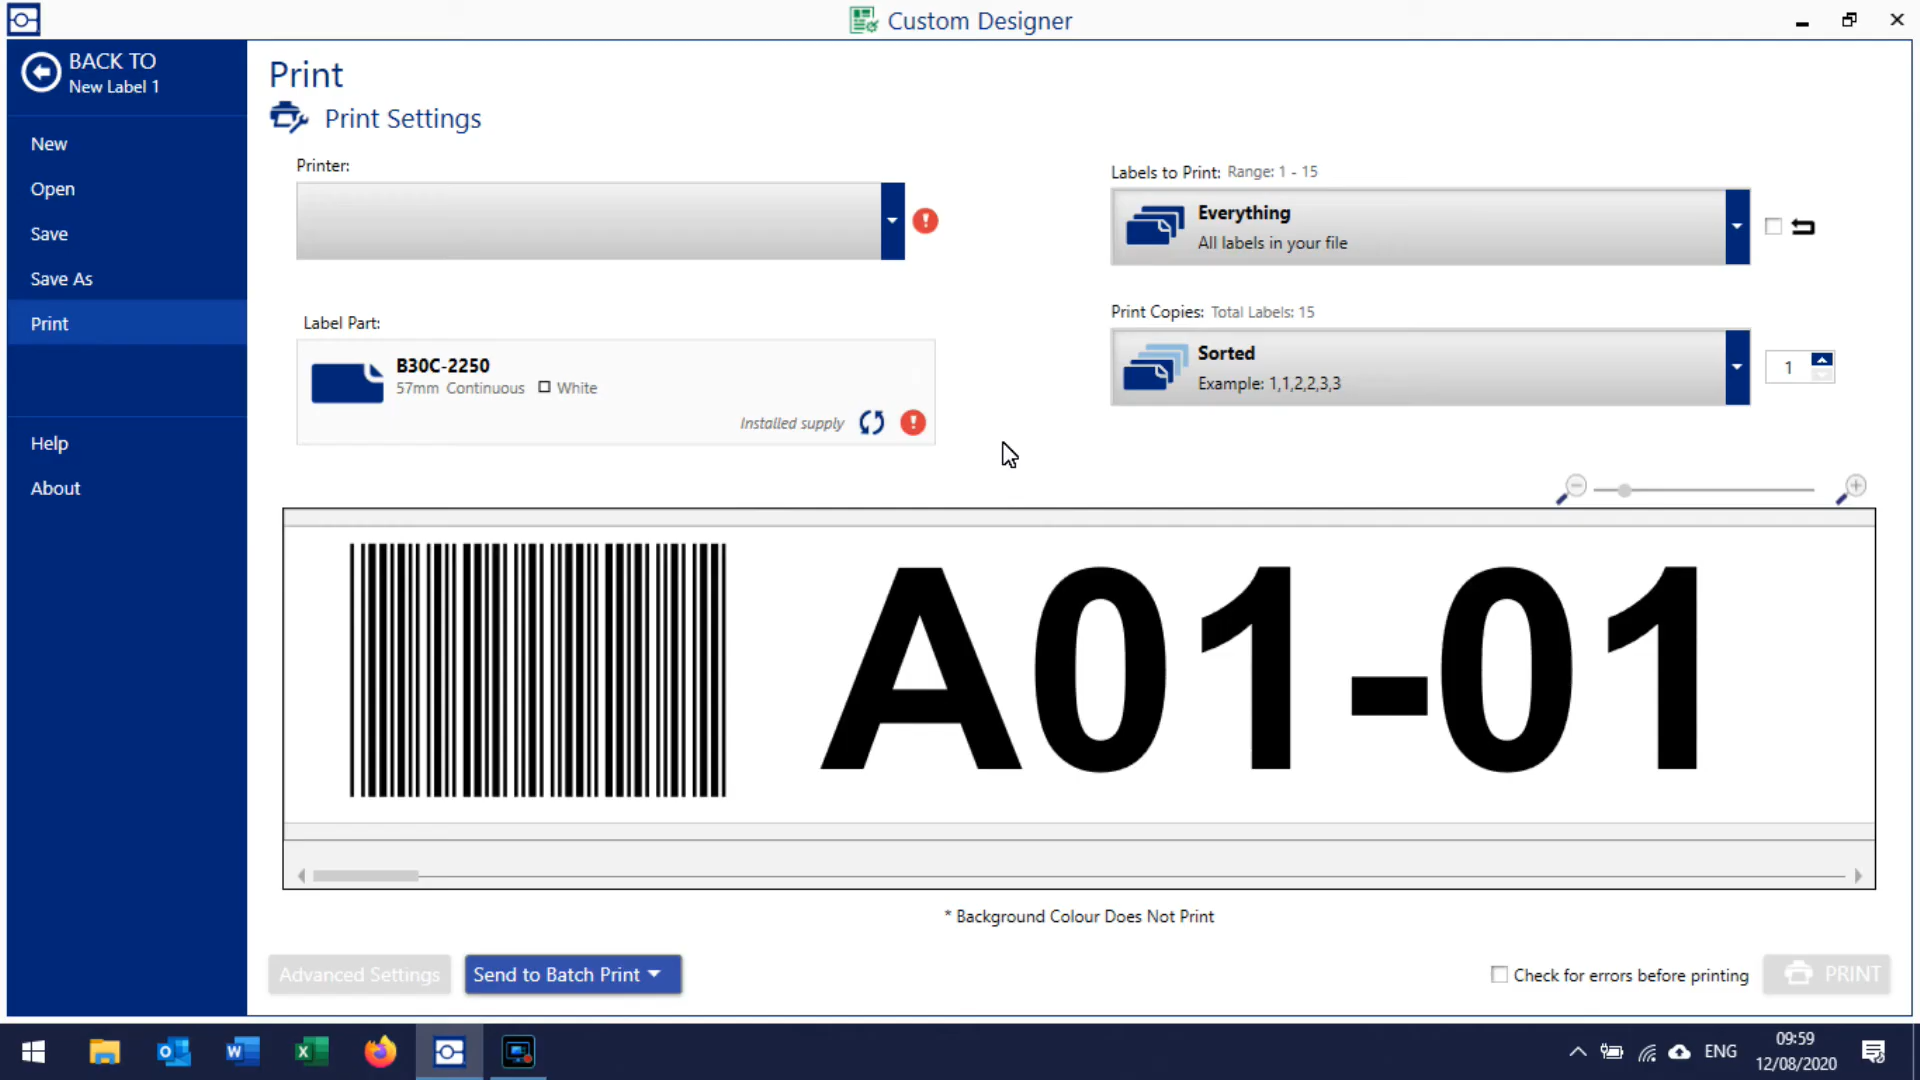 Custom Designer
BACK TO
New Label 1
New
Open
Save
Save As
Print
Help
About
Print
Print Settings
Printer:
Labels to Print: Range: 1 - 15
Everything
All labels in your file
Label Part:
B30C-2250
57mm Continuous White
Installed supply
Print Copies: Total Labels: 15
Sorted
Example: 1,1,2,2,3,3
1
A01-01
* Background Colour Does Not Print
Advanced Settings
Send to Batch Print
Check for errors before printing
PRINT
ENG
09:59
12/08/2020